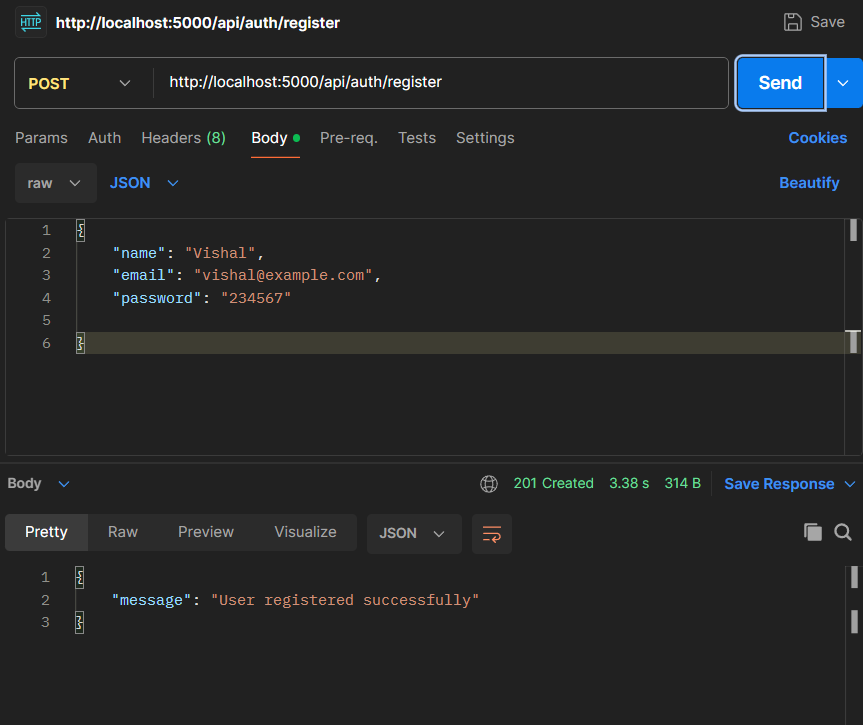 HTTP http://localhost:5000/api/auth/register Save
POST http://localhost:5000/api/auth/register Send
Params Auth Headers (8) Body Pre-req. Tests Settings Cookies
raw JSON Beautify
1 {
2 "name": "Vishal",
3 "email": "vishal@example.com",
4 "password": "234567"
5
6 }
Body 201 Created 3.38 s 314 B Save Response
Pretty Raw Preview Visualize JSON
1 {
2 "message": "User registered successfully"
3 }